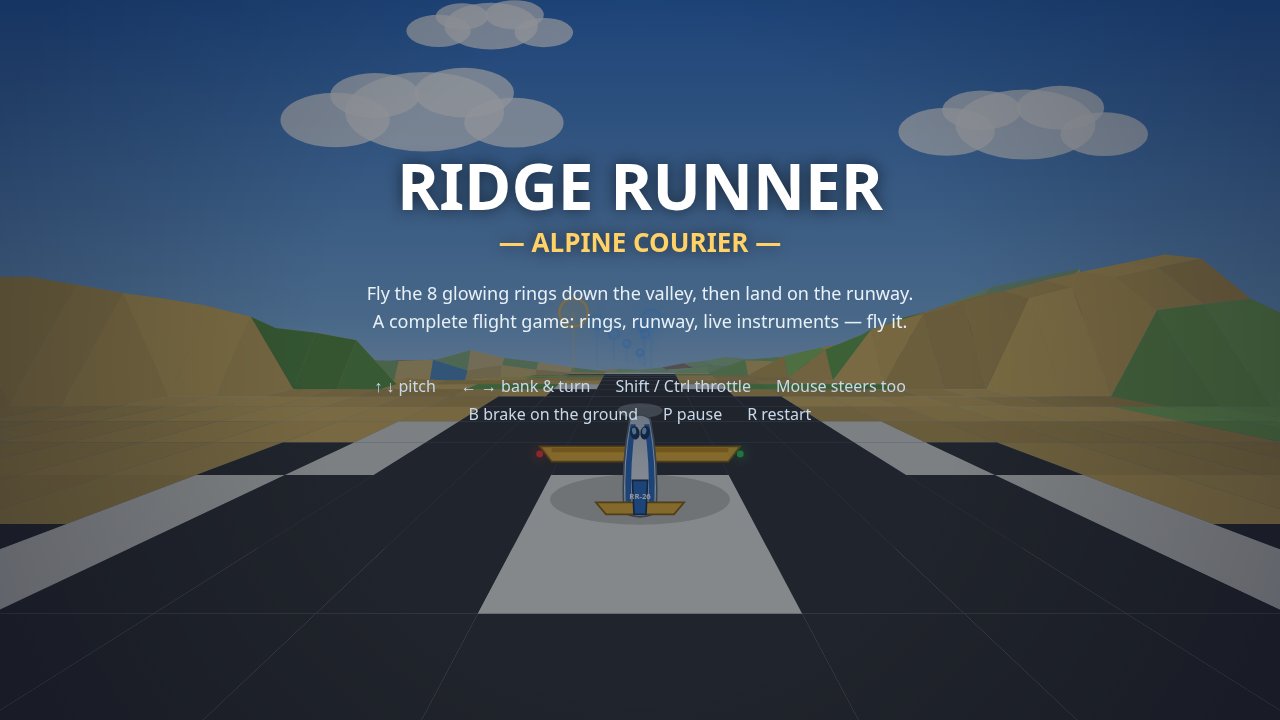 RIDGE RUNNER
— ALPINE COURIER —
Fly the 8 glowing rings down the valley, then land on the runway.
A complete flight game: rings, runway, live instruments — fly it.
↑ ↓ pitch ← → bank & turn Shift / Ctrl throttle Mouse steers too
B brake on the ground P pause R restart
RR-26